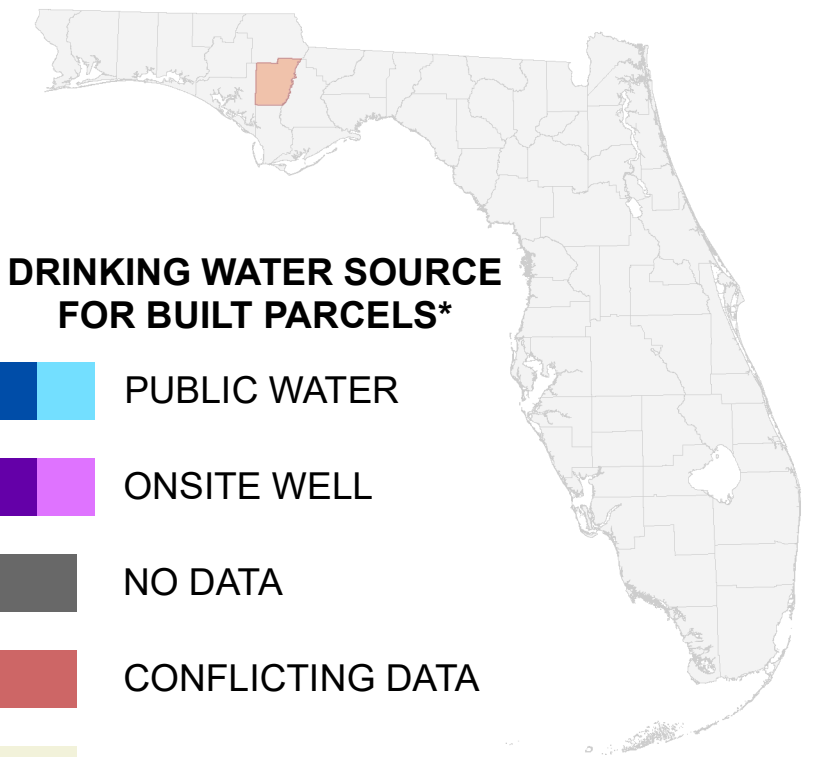 DRINKING WATER SOURCE
FOR BUILT PARCELS*
PUBLIC WATER
ONSITE WELL
NO DATA
CONFLICTING DATA